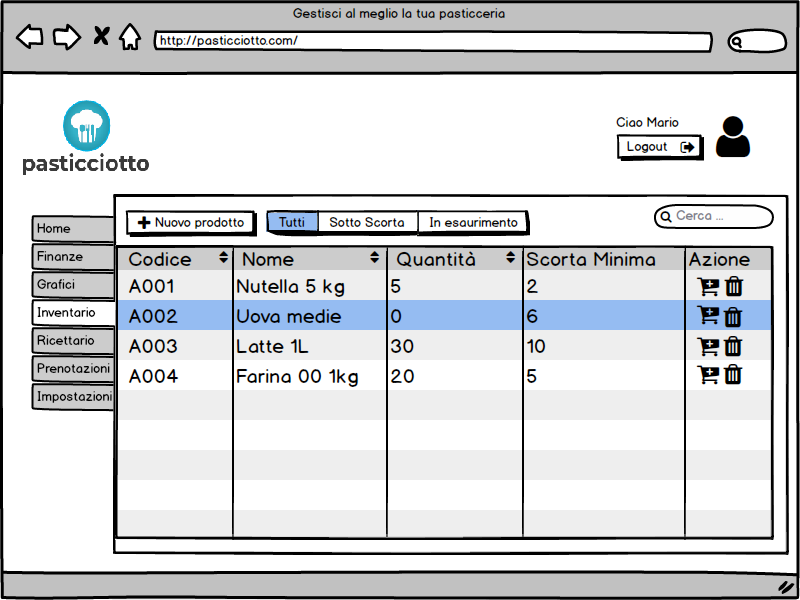 Gestisci al meglio la tua pasticceria
http://pasticciotto.com/
pasticciotto
Ciao Mario
Logout
Nuovo prodotto Tutti Sotto Scorta In esaurimento Cerca ...
Home
Finanze
Grafici
Inventario
Ricettario
Prenotazioni
Impostazioni
Codice Nome Quantità Scorta Minima Azione
A001 Nutella 5 kg 5 2
A002 Uova medie 0 6
A003 Latte 1L 30 10
A004 Farina 00 1kg 20 5